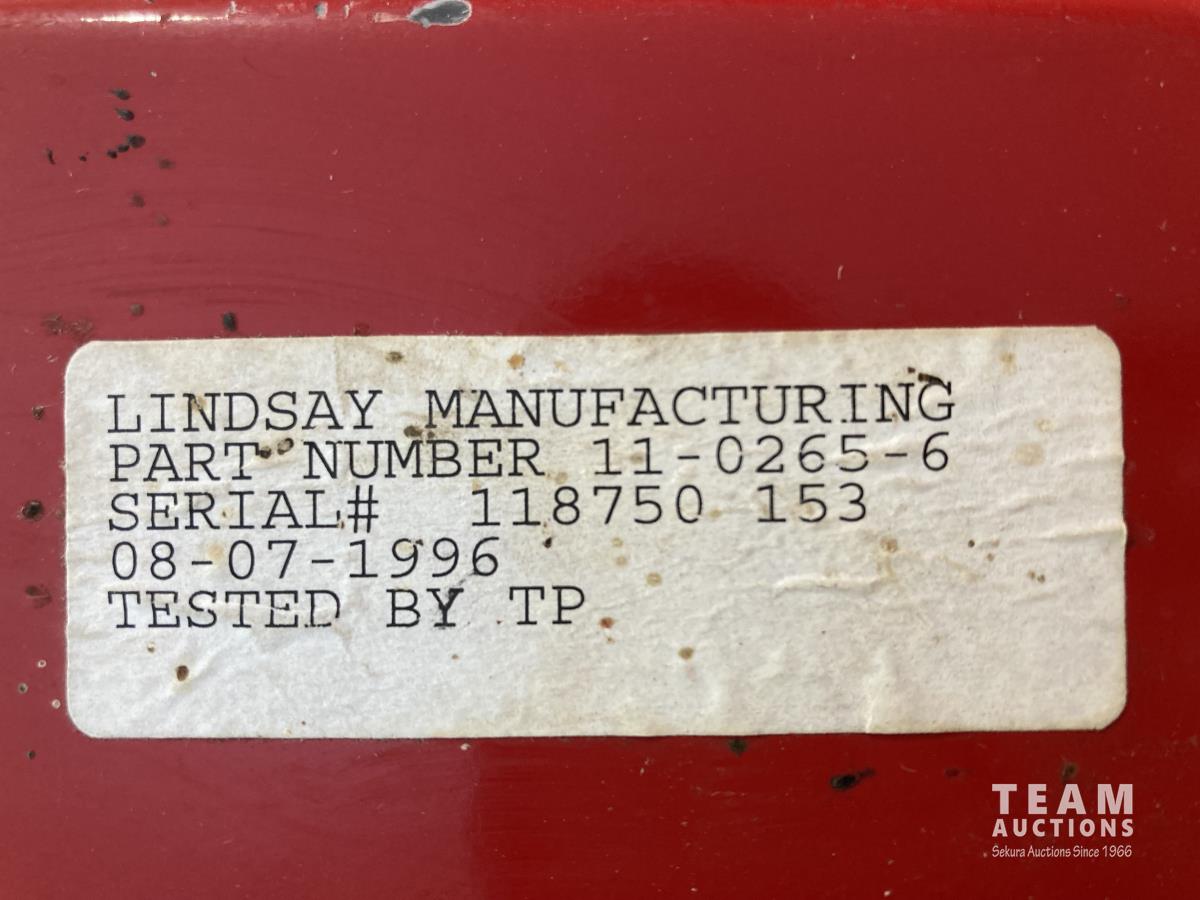 LINDSAY MANUFACTURING
PART NUMBER 11-0265-6
SERIAL# 118750 153
08-07-1996
TESTED BY TP
TEAM
AUCTIONS
Sekura Auctions Since 1966